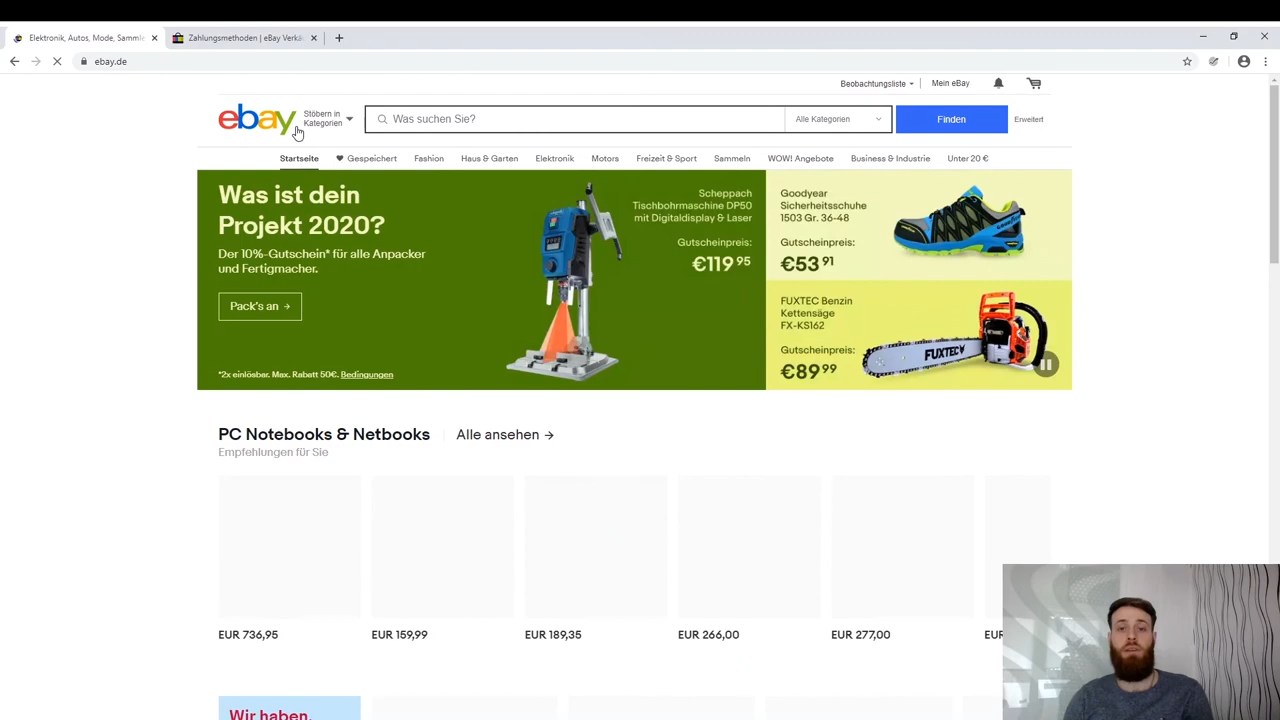 Elektronik, Autos, Mode, Samml
Zahlungsmethoden | eBay Verkä
ebay.de
Beobachtungsliste
Mein eBay
ebay
Stöbern in
Kategorien
Was suchen Sie?
Alle Kategorien
Finden
Erweitert
Startseite
Gespeichert
Fashion
Haus & Garten
Elektronik
Motors
Freizeit & Sport
Sammeln
WOW! Angebote
Business & Industrie
Unter 20 €
Was ist dein
Projekt 2020?
Der 10%-Gutschein* für alle Anpacker
und Fertigmacher.
Pack's an →
*2x einlösbar. Max. Rabatt 50€. Bedingungen
Scheppach
Tischbohrmaschine DP50
mit Digitaldisplay & Laser
Gutscheinpreis:
€119 95
Goodyear
Sicherheitsschuhe
1503 Gr. 36-48
Gutscheinpreis:
€53 91
FUXTEC Benzin
Kettensäge
FX-KS162
Gutscheinpreis:
€89 99
FUXTEC
PC Notebooks & Netbooks
Alle ansehen →
Empfehlungen für Sie
EUR 736,95
EUR 159,99
EUR 189,35
EUR 266,00
EUR 277,00
EUR
Wir haben,